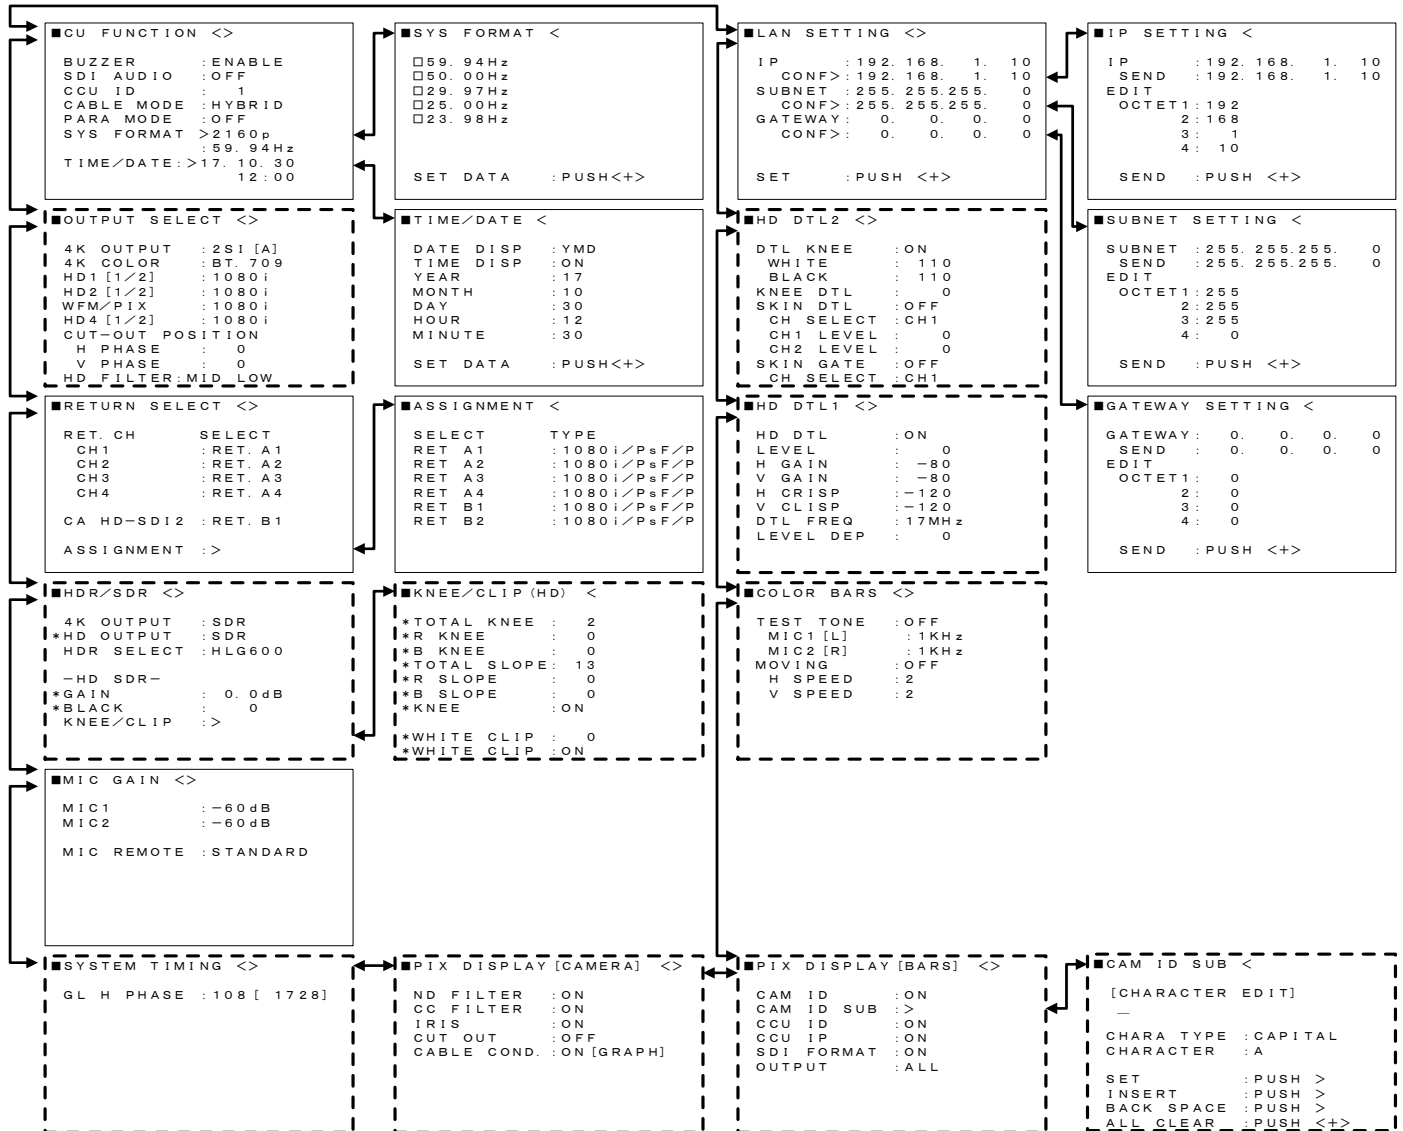 ■CU FUNCTION <>
BUZZER :ENABLE
SDI AUDIO :OFF
CCU ID : 1
CABLE MODE :HYBRID
PARA MODE :OFF
SYS FORMAT >2160p
:59.94Hz
TIME/DATE:>17.10.30
12:00
■SYS FORMAT <
□59.94Hz
□50.00Hz
□29.97Hz
□25.00Hz
□23.98Hz
SET DATA :PUSH<+>
■LAN SETTING <>
IP :192.168. 1. 10
CONF>:192.168. 1. 10
SUBNET :255.255.255. 0
CONF>:255.255.255. 0
GATEWAY: 0. 0. 0. 0
CONF>: 0. 0. 0. 0
SET :PUSH <+>
■IP SETTING <
IP :192.168. 1. 10
SEND :192.168. 1. 10
EDIT
OCTET1:192
2:168
3: 1
4: 10
SEND :PUSH <+>
■OUTPUT SELECT <>
4K OUTPUT :2SI[A]
4K COLOR :BT.709
HD1[1/2] :1080i
HD2[1/2] :1080i
WFM/PIX :1080i
HD4[1/2] :1080i
CUT-OUT POSITION
H PHASE : 0
V PHASE : 0
HD FILTER:MID LOW
■TIME/DATE <
DATE DISP :YMD
TIME DISP :ON
YEAR :17
MONTH :10
DAY :30
HOUR :12
MINUTE :30
SET DATA :PUSH<+>
■HD DTL2 <>
DTL KNEE :ON
WHITE : 110
BLACK : 110
KNEE DTL : 0
SKIN DTL :OFF
CH SELECT :CH1
CH1 LEVEL : 0
CH2 LEVEL : 0
SKIN GATE :OFF
CH SELECT :CH1
■SUBNET SETTING <
SUBNET :255.255.255. 0
SEND :255.255.255. 0
EDIT
OCTET1:255
2:255
3:255
4: 0
SEND :PUSH <+>
■RETURN SELECT <>
RET.CH SELECT
CH1 :RET.A1
CH2 :RET.A2
CH3 :RET.A3
CH4 :RET.A4
CA HD-SDI2 :RET.B1
ASSIGNMENT :>
■ASSIGNMENT <
SELECT TYPE
RET A1 :1080i/PsF/P
RET A2 :1080i/PsF/P
RET A3 :1080i/PsF/P
RET A4 :1080i/PsF/P
RET B1 :1080i/PsF/P
RET B2 :1080i/PsF/P
■HD DTL1 <>
HD DTL :ON
LEVEL : 0
H GAIN : -80
V GAIN : -80
H CRISP :-120
V CLISP :-120
DTL FREQ :17MHz
LEVEL DEP : 0
■GATEWAY SETTING <
GATEWAY: 0. 0. 0. 0
SEND : 0. 0. 0. 0
EDIT
OCTET1: 0
2: 0
3: 0
4: 0
SEND :PUSH <+>
■HDR/SDR <>
4K OUTPUT :SDR
*HD OUTPUT :SDR
HDR SELECT :HLG600
-HD SDR-
*GAIN : 0.0dB
*BLACK : 0
KNEE/CLIP :>
■KNEE/CLIP(HD) <
*TOTAL KNEE : 2
*R KNEE : 0
*B KNEE : 0
*TOTAL SLOPE: 13
*R SLOPE : 0
*B SLOPE : 0
*KNEE :ON
*WHITE CLIP : 0
*WHITE CLIP :ON
■COLOR BARS <>
TEST TONE :OFF
MIC1[L] :1KHz
MIC2[R] :1KHz
MOVING :OFF
H SPEED :2
V SPEED :2
■MIC GAIN <>
MIC1 :-60dB
MIC2 :-60dB
MIC REMOTE :STANDARD
■SYSTEM TIMING <>
GL H PHASE :108[ 1728]
■PIX DISPLAY[CAMERA] <>
ND FILTER :ON
CC FILTER :ON
IRIS :ON
CUT OUT :OFF
CABLE COND.:ON[GRAPH]
■PIX DISPLAY[BARS] <>
CAM ID :ON
CAM ID SUB :>
CCU ID :ON
CCU IP :ON
SDI FORMAT :ON
OUTPUT :ALL
■CAM ID SUB <
[CHARACTER EDIT]
_
CHARA TYPE :CAPITAL
CHARACTER :A
SET :PUSH >
INSERT :PUSH >
BACK SPACE :PUSH >
ALL CLEAR :PUSH <+>